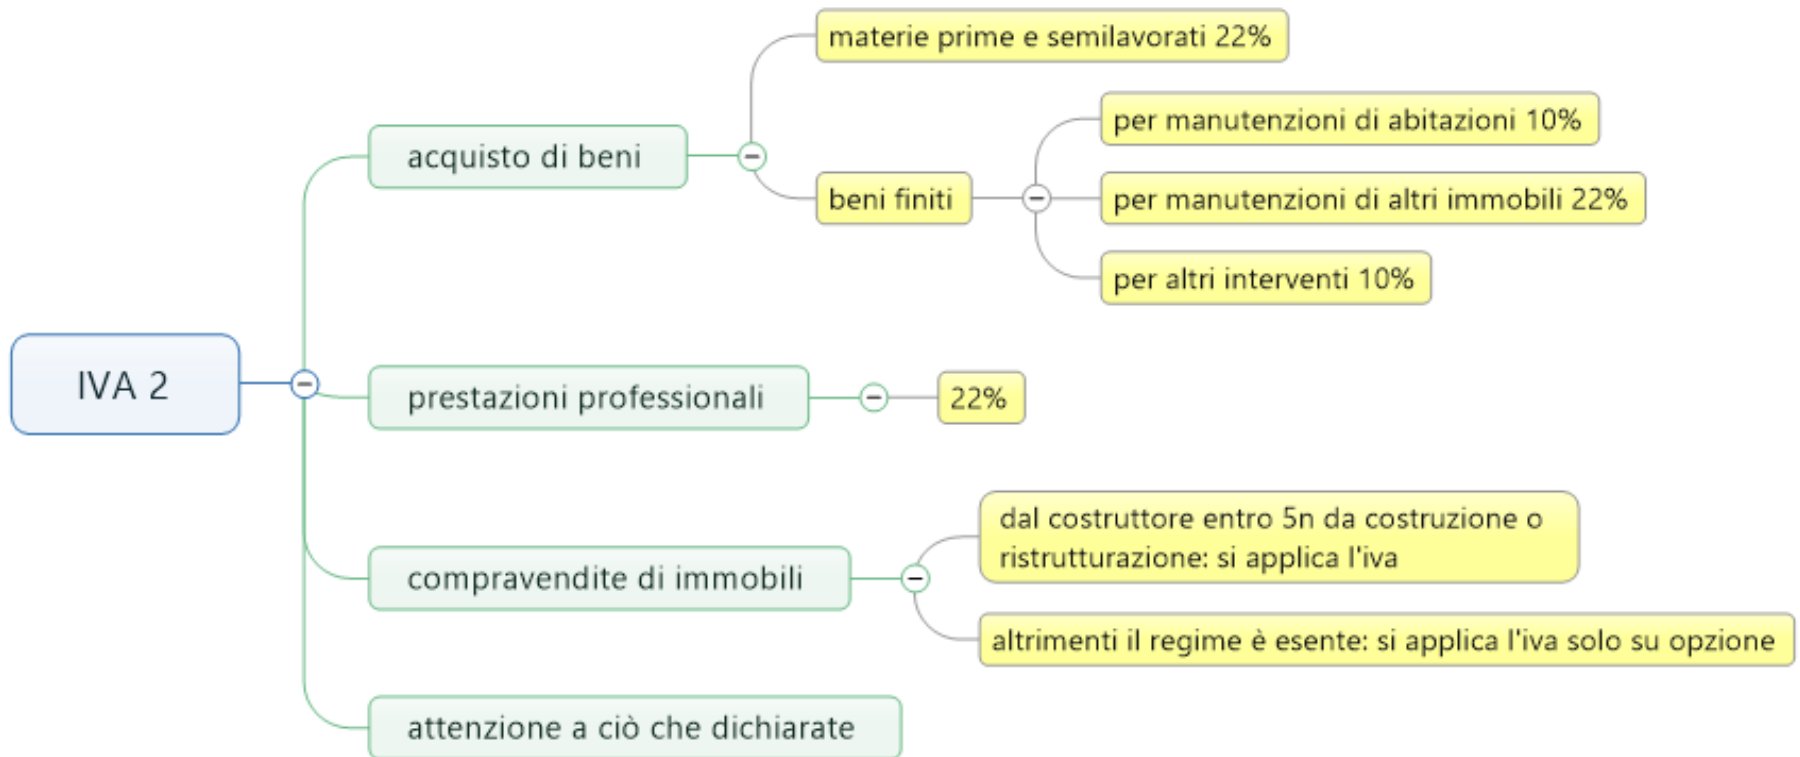 materie prime e semilavorati 22%
per manutenzioni di abitazioni 10%
acquisto di beni
beni finiti
per manutenzioni di altri immobili 22%
per altri interventi 10%
IVA 2
prestazioni professionali
22%
dal costruttore entro 5n da costruzione o
ristrutturazione: si applica l'iva
compravendite di immobili
altrimenti il regime è esente: si applica l'iva solo su opzione
attenzione a ciò che dichiarate